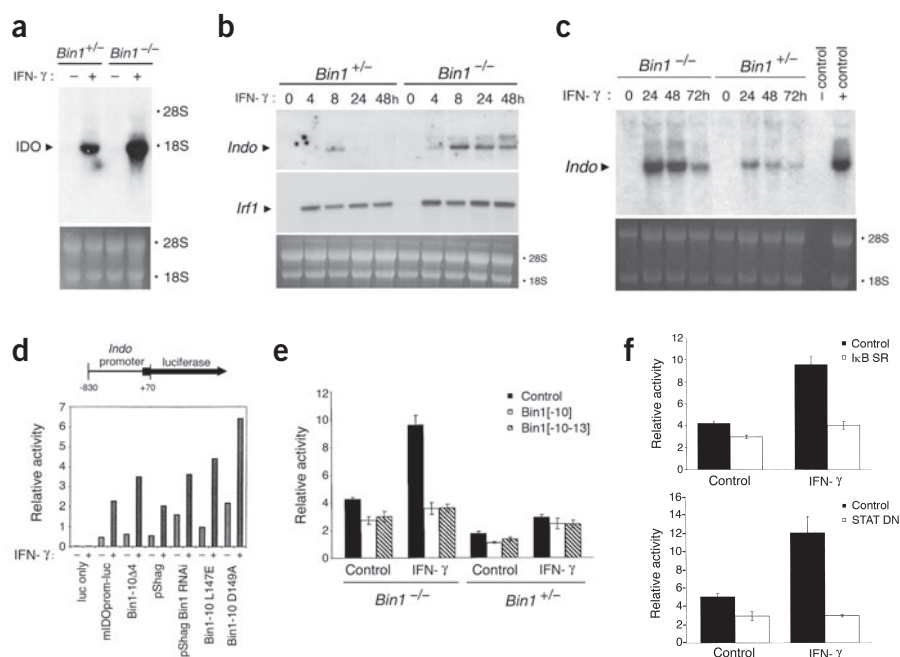 a
Bin1+/– Bin1–/–
IFN- γ : – + – +
28S
IDO
18S
28S
18S
b
Bin1 +/– Bin1 –/–
IFN- γ : 0 4 8 24 48h 0 4 8 24 48h
Indo
Irf1
28S
18S
c
Bin1 –/– Bin1 +/–
– control
+ control
IFN- γ : 0 24 48 72h 0 24 48 72h
Indo
28S
18S
d
Indo
promoter luciferase
-830 +70
Relative activity
7
6
5
4
3
2
1
0
IFN- γ : – + – + – + – + – + – + – +
luc only
mIDOprom-luc
Bin1-10Δ4
pShag
pShag Bin1 RNAi
Bin1-10 L147E
Bin1-10 D149A
e
Relative activity
12
10
8
6
4
2
0
Control
Bin1[-10]
Bin1[-10-13]
Control IFN- γ Control IFN- γ
Bin1 –/– Bin1 +/–
f
Relative activity
12
10
8
6
4
2
0
Control
IκB SR
Control IFN- γ
Relative activity
16
14
12
10
8
6
4
2
0
Control
STAT DN
Control IFN- γ